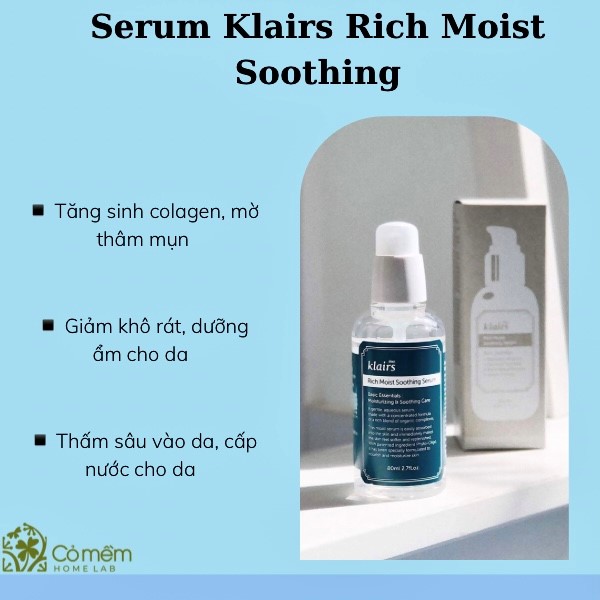 Serum Klairs Rich Moist
Soothing
Tăng sinh colagen, mờ
thâm mụn
Giảm khô rát, dưỡng
ẩm cho da
Thấm sâu vào da, cấp
nước cho da
klairs
Rich Moist Soothing Serum
Basic Essentials
Moisturizing & Soothing Care
80ml 2.7fl.oz
klairs
Cỏ mềm
HOME LAB